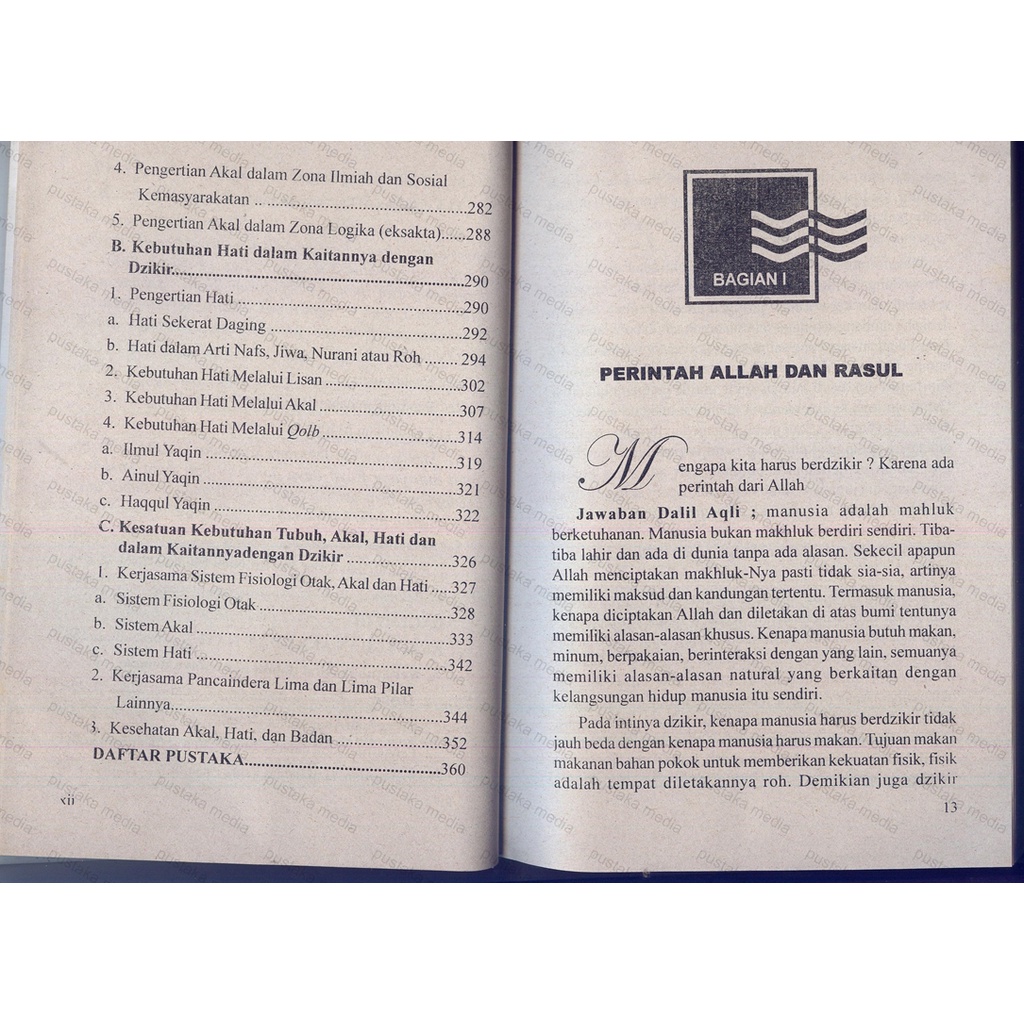 4. Pengertian Akal dalam Zona Ilmiah dan Sosial
Kemasyarakatan .. ............................................282
5. Pengertian Akal dalam Zona Logika (eksakta)......288
B. Kebutuhan Hati dalam Kaitannya dengan
Dzikir..............................................................290
1. Pengertian Hati ................................................290
a. Hati Sekerat Daging .........................................292
b. Hati dalam Arti Nafs, Jiwa, Nurani atau Roh ....... 294
2. Kebutuhan Hati Melalui Lisan ...........................302
3. Kebutuhan Hati Melalui Akal ............................307
4. Kebutuhan Hati Melalui Qolb ............................314
a. Ilmul Yaqin .....................................................319
b. Ainul Yaqin .....................................................321
c. Haqqul Yaqin ..................................................322
C. Kesatuan Kebutuhan Tubuh, Akal, Hati dan
dalam Kaitannyadengan Dzikir .......................326
1. Kerjasama Sistem Fisiologi Otak, Akal dan Hati .....327
a. Sistem Fisiologi Otak ........................................328
b. Sistem Akal .....................................................333
c. Sistem Hati .....................................................342
2. Kerjasama Pancaindera Lima dan Lima Pilar
Lainnya............................................................344
3. Kesehatan Akal, Hati, dan Badan ......................352
DAFTAR PUSTAKA.............................................360
xii
BAGIAN I
PERINTAH ALLAH DAN RASUL
Mengapa kita harus berdzikir ? Karena ada
perintah dari Allah
Jawaban Dalil Aqli ; manusia adalah mahluk
berketuhanan. Manusia bukan makhluk berdiri sendiri. Tiba-
tiba lahir dan ada di dunia tanpa ada alasan. Sekecil apapun
Allah menciptakan makhluk-Nya pasti tidak sia-sia, artinya
memiliki maksud dan kandungan tertentu. Termasuk manusia,
kenapa diciptakan Allah dan diletakan di atas bumi tentunya
memiliki alasan-alasan khusus. Kenapa manusia butuh makan,
minum, berpakaian, berinteraksi dengan yang lain, semuanya
memiliki alasan-alasan natural yang berkaitan dengan
kelangsungan hidup manusia itu sendiri.
Pada intinya dzikir, kenapa manusia harus berdzikir tidak
jauh beda dengan kenapa manusia harus makan. Tujuan makan
makanan bahan pokok untuk memberikan kekuatan fisik, fisik
adalah tempat diletakannya roh. Demikian juga dzikir
13
pustaka media